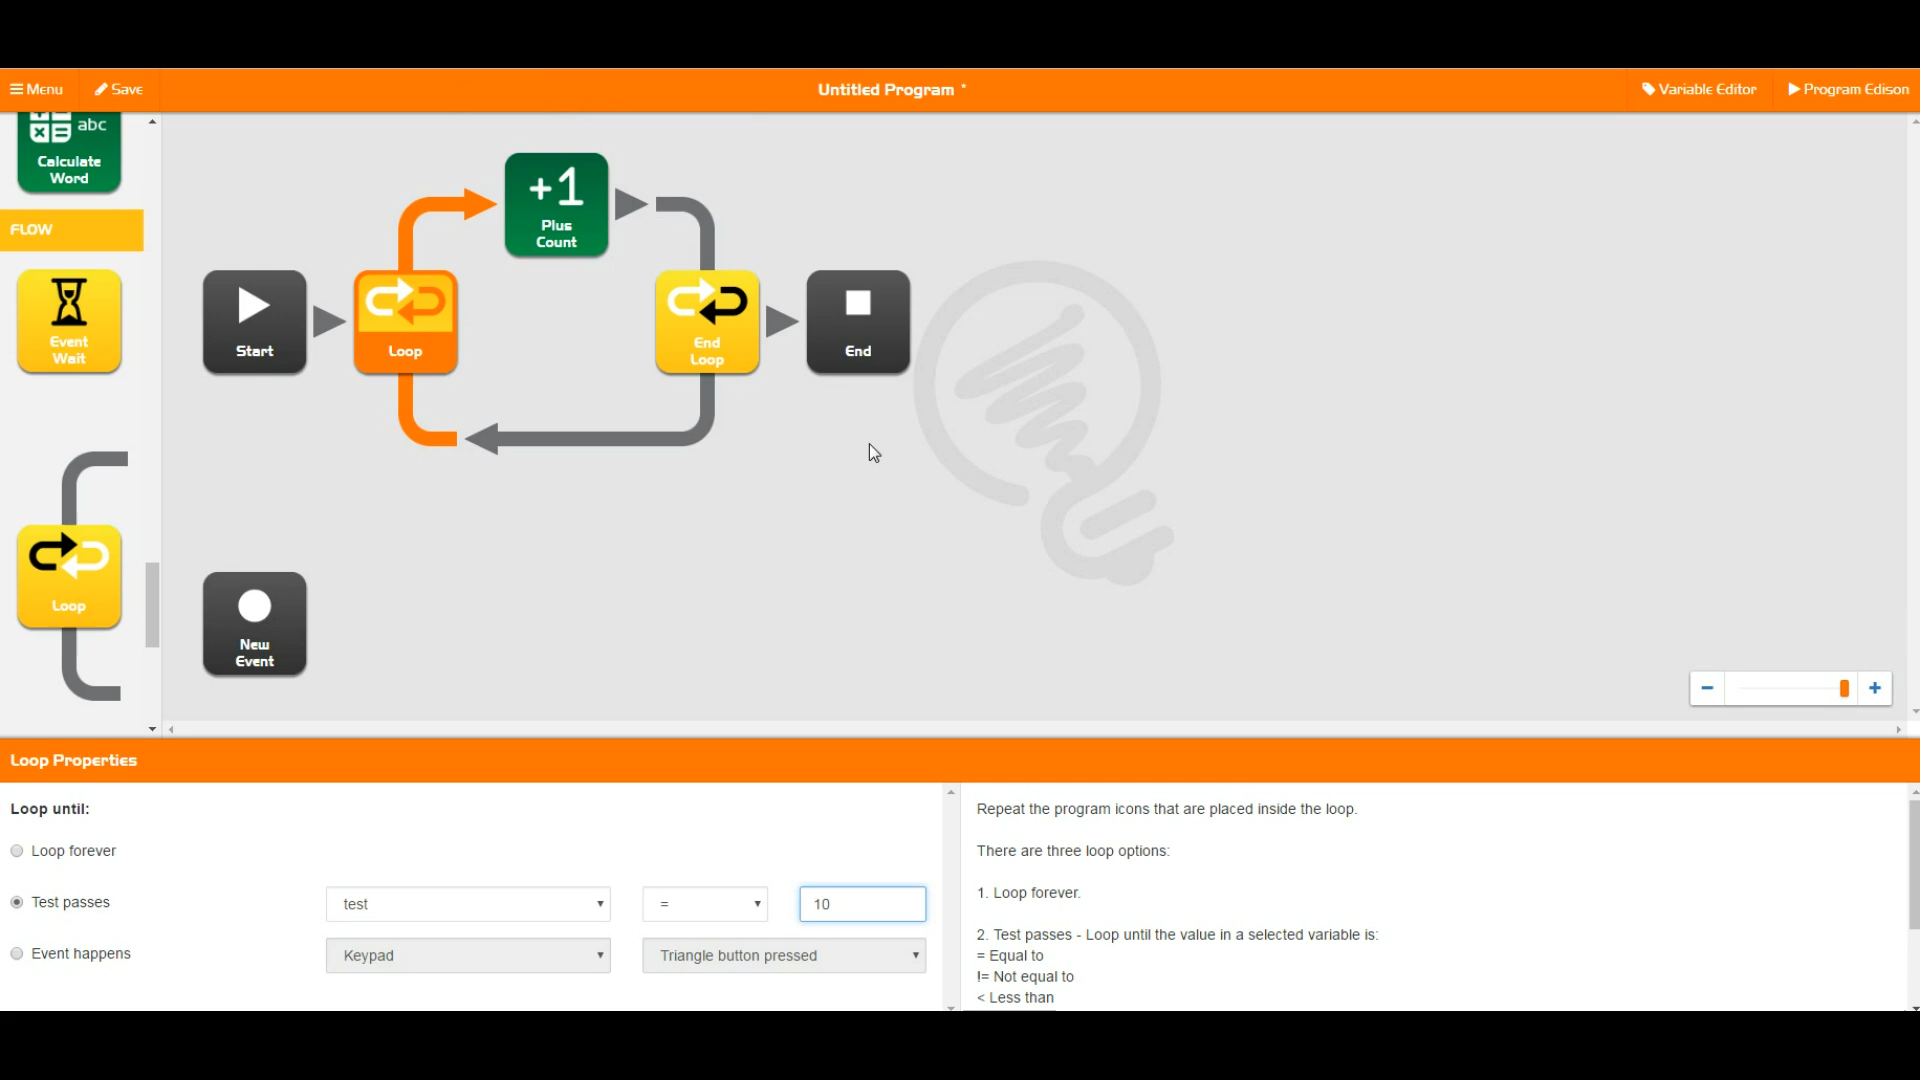 Menu
Save
Untitled Program *
Variable Editor
Program Edison
abc
Calculate
Word
FLOW
Event
Wait
Loop
Start
Loop
+1
Plus
Count
End
Loop
End
New
Event
Loop Properties
Loop until:
Loop forever
Test passes
test
=
10
Event happens
Keypad
Triangle button pressed
Repeat the program icons that are placed inside the loop.
There are three loop options:
1. Loop forever.
2. Test passes - Loop until the value in a selected variable is:
= Equal to
!= Not equal to
< Less than